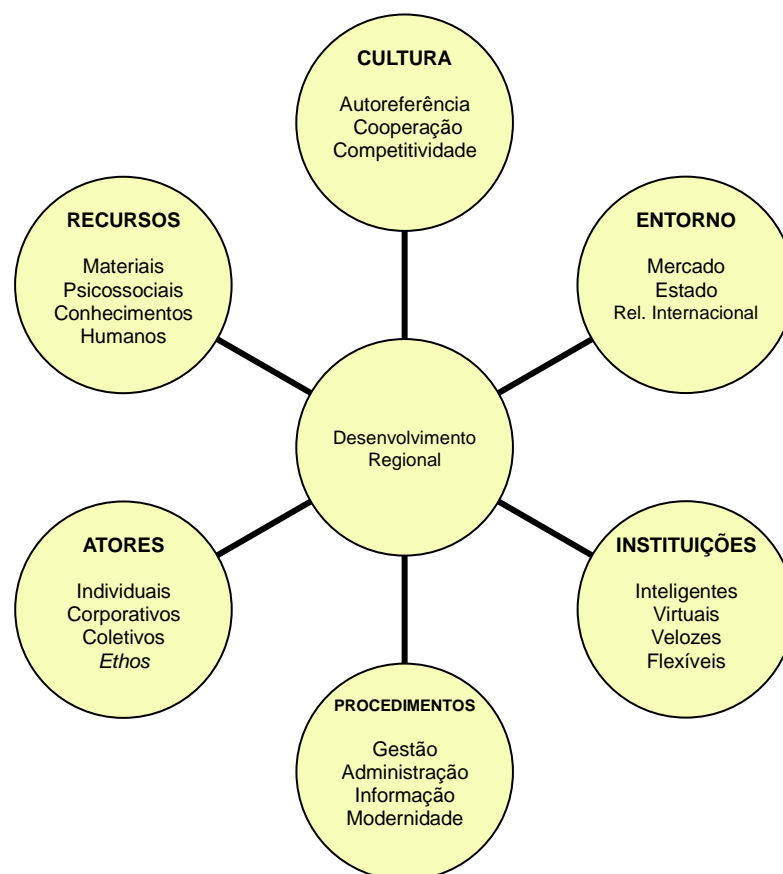 CULTURA
Autoreferência
Cooperação
Competitividade
RECURSOS
Materiais
Psicossociais
Conhecimentos
Humanos
ENTORNO
Mercado
Estado
Rel. Internacional
Desenvolvimento
Regional
ATORES
Individuais
Corporativos
Coletivos
Ethos
INSTITUIÇÕES
Inteligentes
Virtuais
Velozes
Flexíveis
PROCEDIMENTOS
Gestão
Administração
Informação
Modernidade